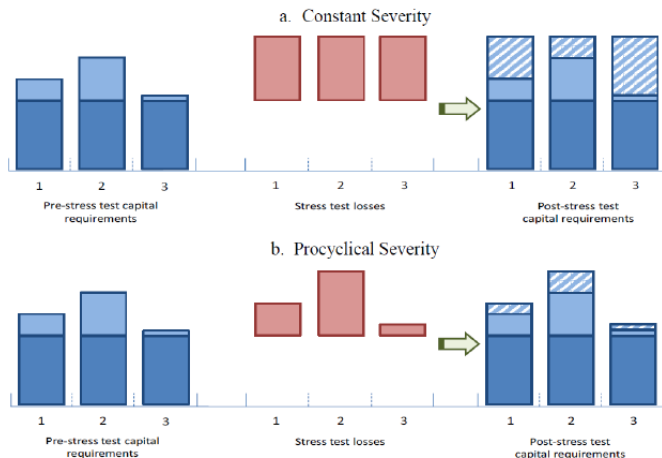 a. Constant Severity
1 2 3 1 2 3 1 2 3
Pre-stress test capital requirements
Stress test losses
Post-stress test capital requirements
b. Procyclical Severity
1 2 3 1 2 3 1 2 3
Pre-stress test capital requirements
Stress test losses
Post-stress test capital requirements